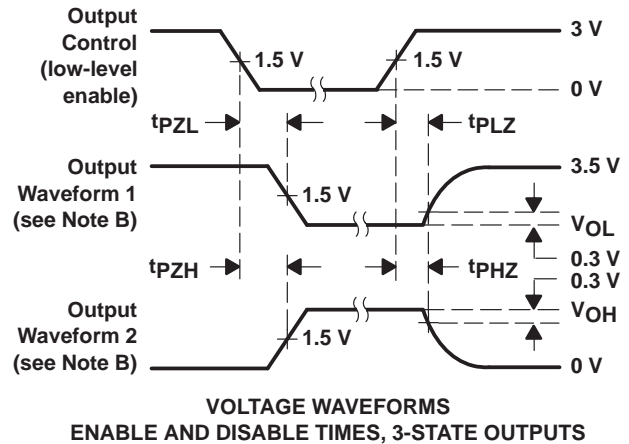 Output
Control
(low-level
enable)
1.5 V
1.5 V
3 V
0 V
tPZL
tPLZ
Output
Waveform 1
(see Note B)
1.5 V
3.5 V
VOL
0.3 V
tPZH
tPHZ
0.3 V
Output
Waveform 2
(see Note B)
1.5 V
VOH
0 V
VOLTAGE WAVEFORMS
ENABLE AND DISABLE TIMES, 3-STATE OUTPUTS